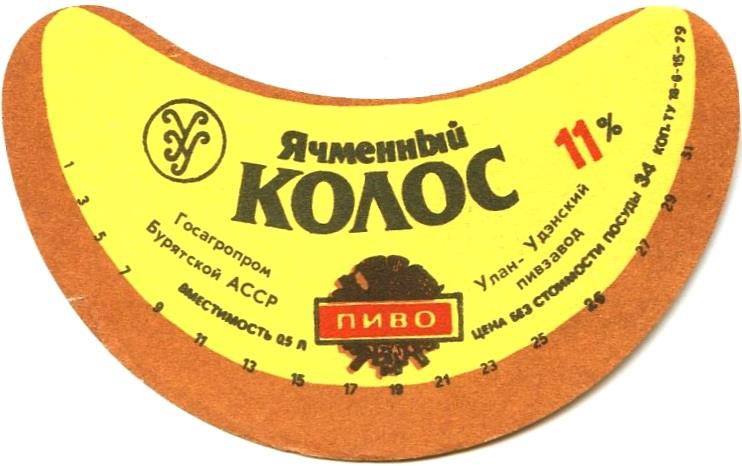 Ячменный
КОЛОС
11%
Госагропром
Бурятской АССР
Улан-Удэнский
пивзавод
ПИВО
ВМЕСТИМОСТЬ 0,5 Л
ЦЕНА БЕЗ СТОИМОСТИ ПОСУДЫ 34 КОП. ТУ 18-6-15-79
1 3 5 7 9 11 13 15 17 19 21 23 25 26 27 29 31